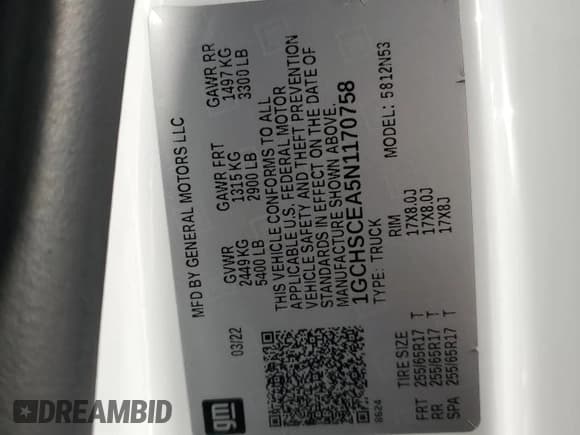 MFD BY GENERAL MOTORS LLC
03/22 GVWR GAWR FRT GAWR RR
2449 KG 1315 KG 1497 KG
5400 LB 2900 LB 3300 LB
THIS VEHICLE CONFORMS TO ALL
APPLICABLE U.S. FEDERAL MOTOR
VEHICLE SAFETY AND THEFT PREVENTION
STANDARDS IN EFFECT ON THE DATE OF
MANUFACTURE SHOWN ABOVE.
1GCHSCEA5N1170758
TYPE: TRUCK MODEL: 5812N53
gm
8624
TIRE SIZE RIM
FRT 255/65R17 T 17X8.0J
RR 255/65R17 T 17X8.0J
SPA 255/65R17 T 17X8J
DREAMBID